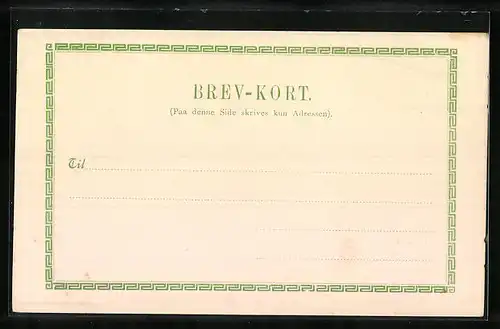 BREV-KORT.
(Paa denne Side skrives kun Adressen).
Til